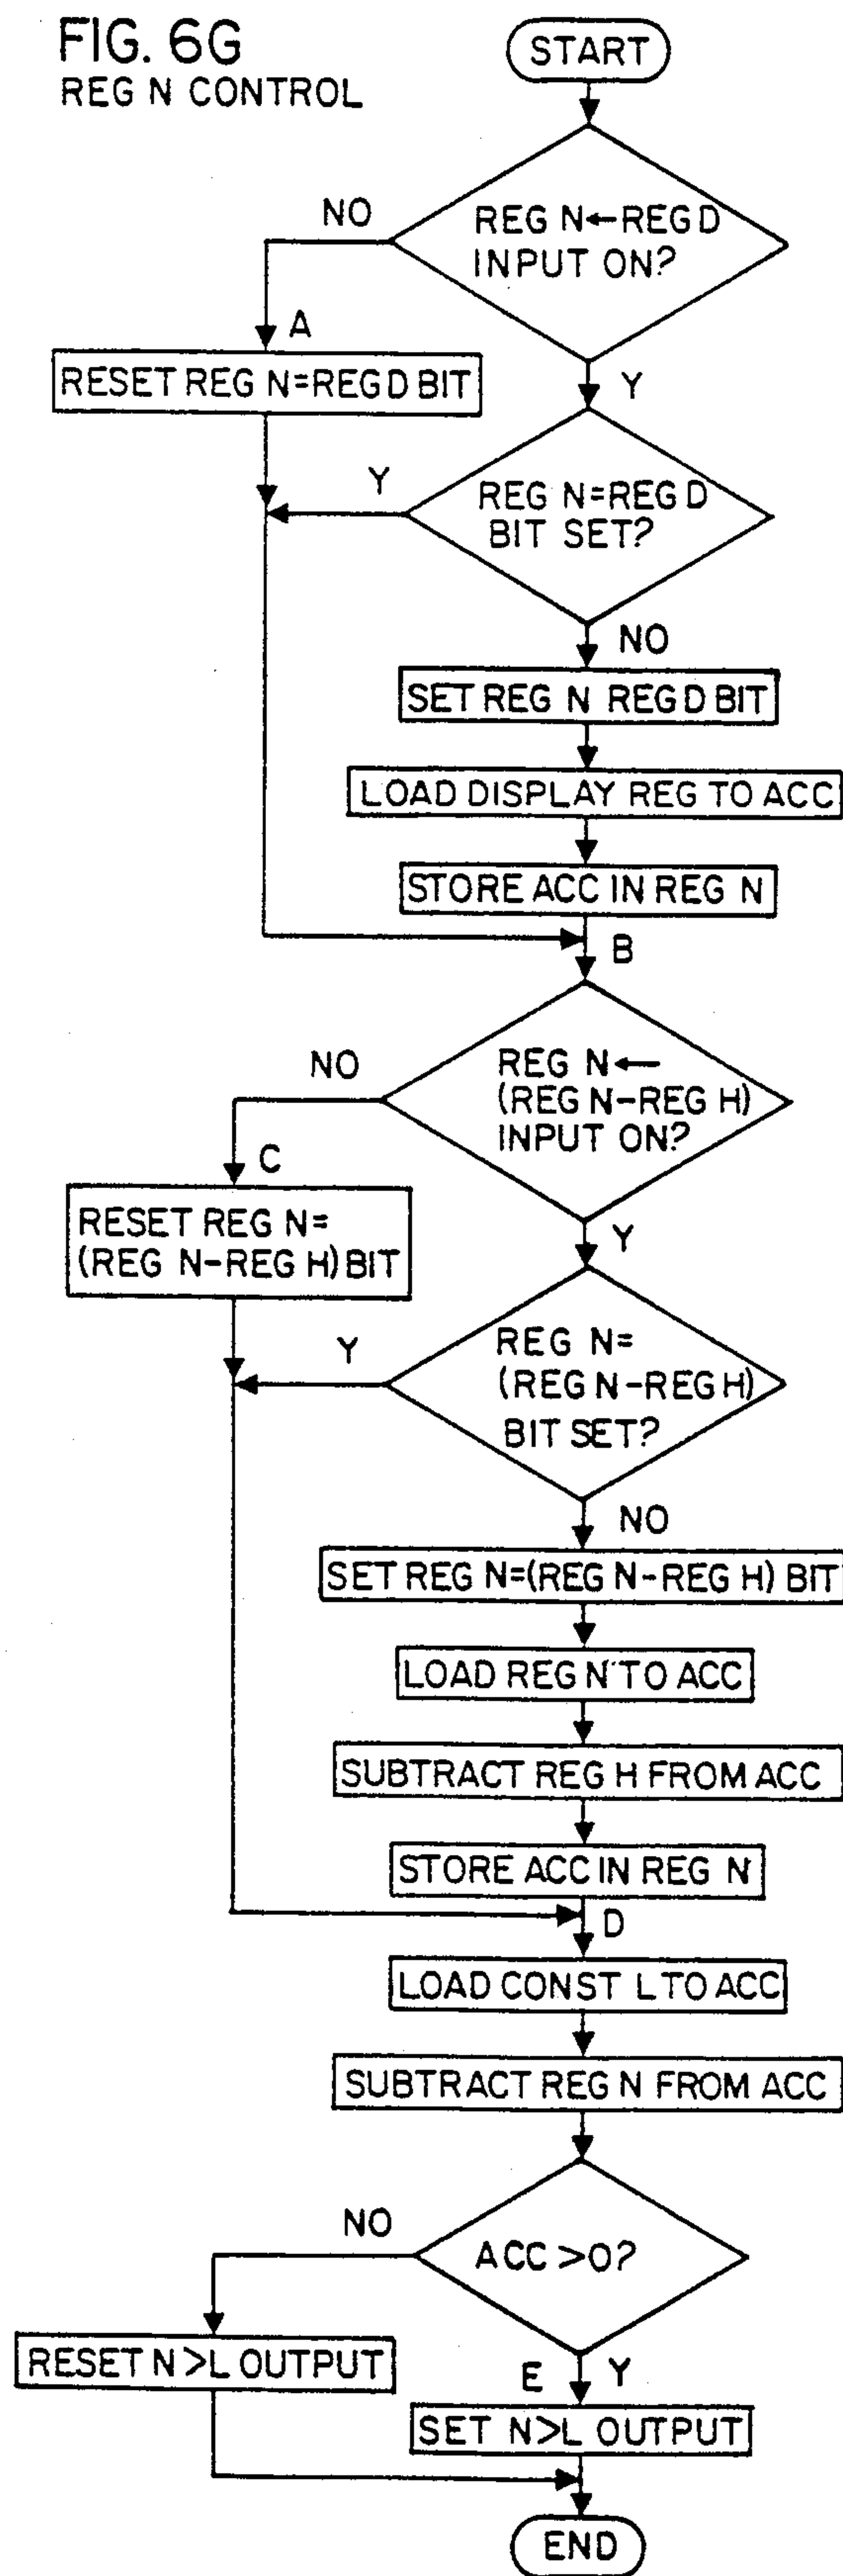 FIG. 6G
REG N CONTROL
START
REG N←REG D
INPUT ON?
NO
A
RESET REG N=REG D BIT
Y
REG N=REG D
BIT SET?
Y
NO
SET REG N REG D BIT
LOAD DISPLAY REG TO ACC
STORE ACC IN REG N
B
REG N←
(REG N-REG H)
INPUT ON?
NO
C
RESET REG N=
(REG N-REG H) BIT
Y
REG N=
(REG N-REG H)
BIT SET?
Y
NO
SET REG N=(REG N-REG H) BIT
LOAD REG N TO ACC
SUBTRACT REG H FROM ACC
STORE ACC IN REG N
D
LOAD CONST L TO ACC
SUBTRACT REG N FROM ACC
ACC >0?
NO
RESET N >L OUTPUT
E Y
SET N>L OUTPUT
END